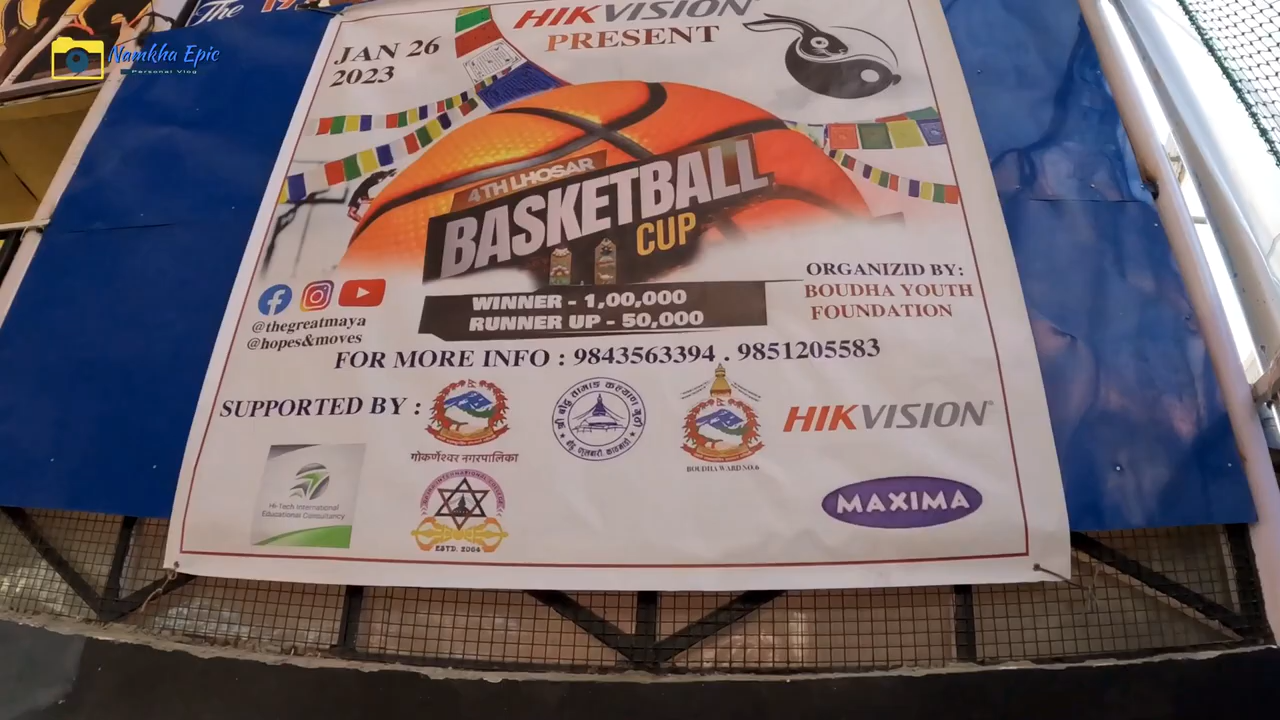 The 19
Namkha Epic
Personal Vlog
HIKVISION
PRESENT
JAN 26
2023
4TH LHOSAR
BASKETBALL
CUP
WINNER - 1,00,000
RUNNER UP - 50,000
ORGANIZID BY:
BOUDHA YOUTH
FOUNDATION
@thegreatmaya
@hopes&moves
FOR MORE INFO : 9843563394 . 9851205583
SUPPORTED BY :
गोकर्णेश्वर नगरपालिका
BOUDHA WARD NO.6
HIKVISION
Hi-Tech International
Educational Consultancy
ESTD. 2064
MAXIMA